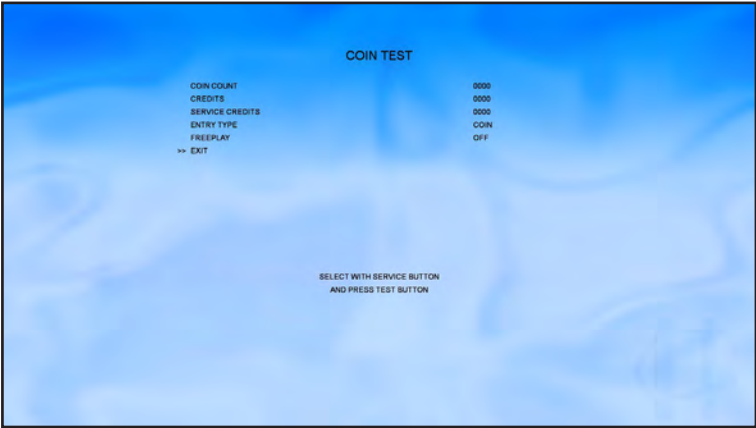 COIN TEST
COIN COUNT 0000
CREDITS 0000
SERVICE CREDITS 0000
ENTRY TYPE COIN
FREEPLAY OFF
>> EXIT
SELECT WITH SERVICE BUTTON
AND PRESS TEST BUTTON